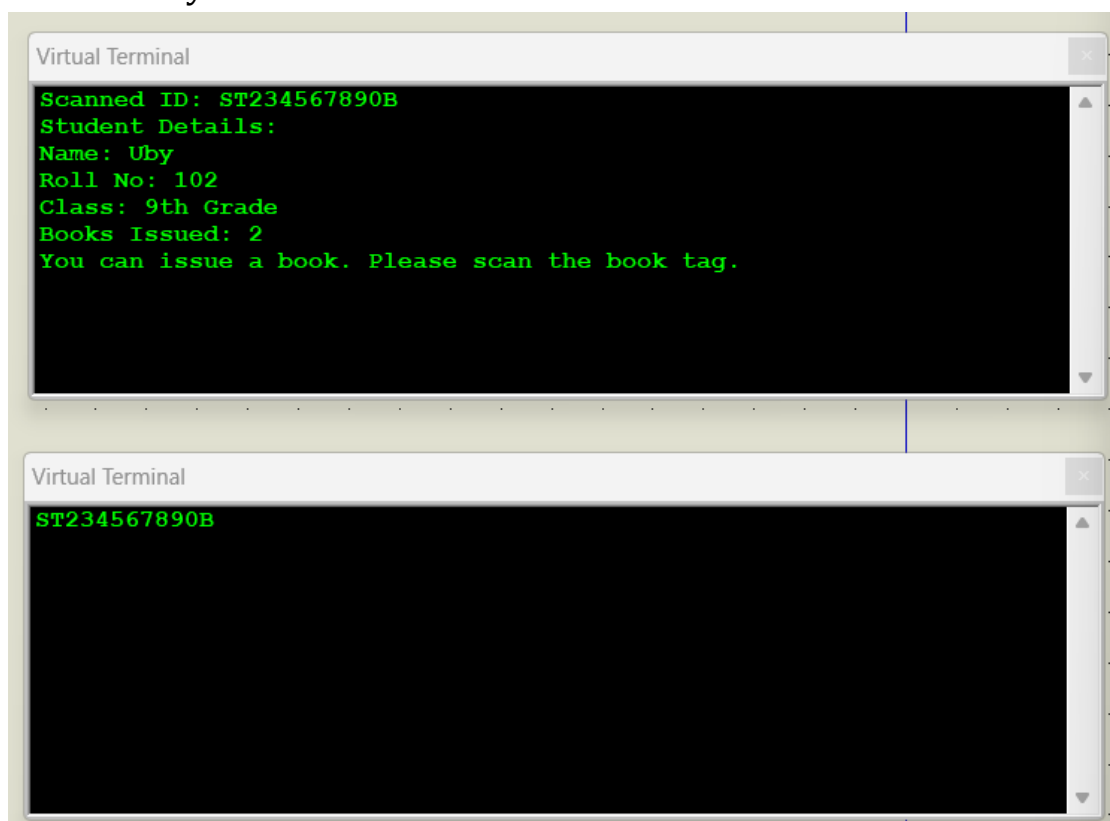 Virtual Terminal
Scanned ID: ST234567890B
Student Details:
Name: Uby
Roll No: 102
Class: 9th Grade
Books Issued: 2
You can issue a book. Please scan the book tag.
Virtual Terminal
ST234567890B